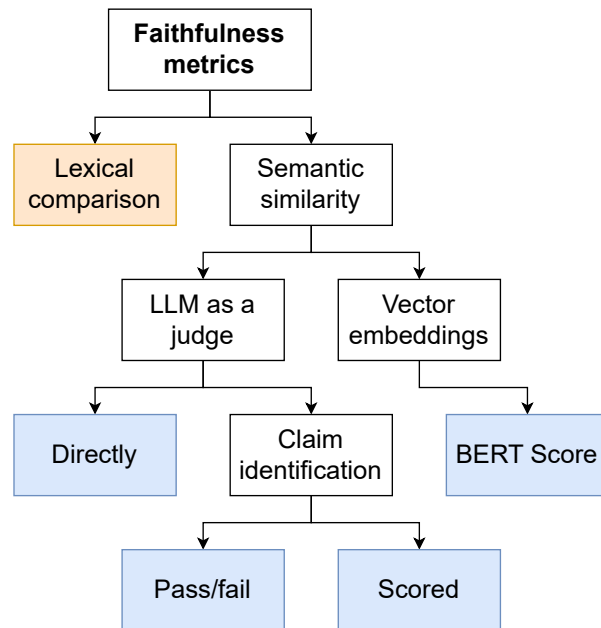 Faithfulness
metrics
Lexical
comparison
Semantic
similarity
LLM as a
judge
Vector
embeddings
Directly
Claim
identification
BERT Score
Pass/fail
Scored